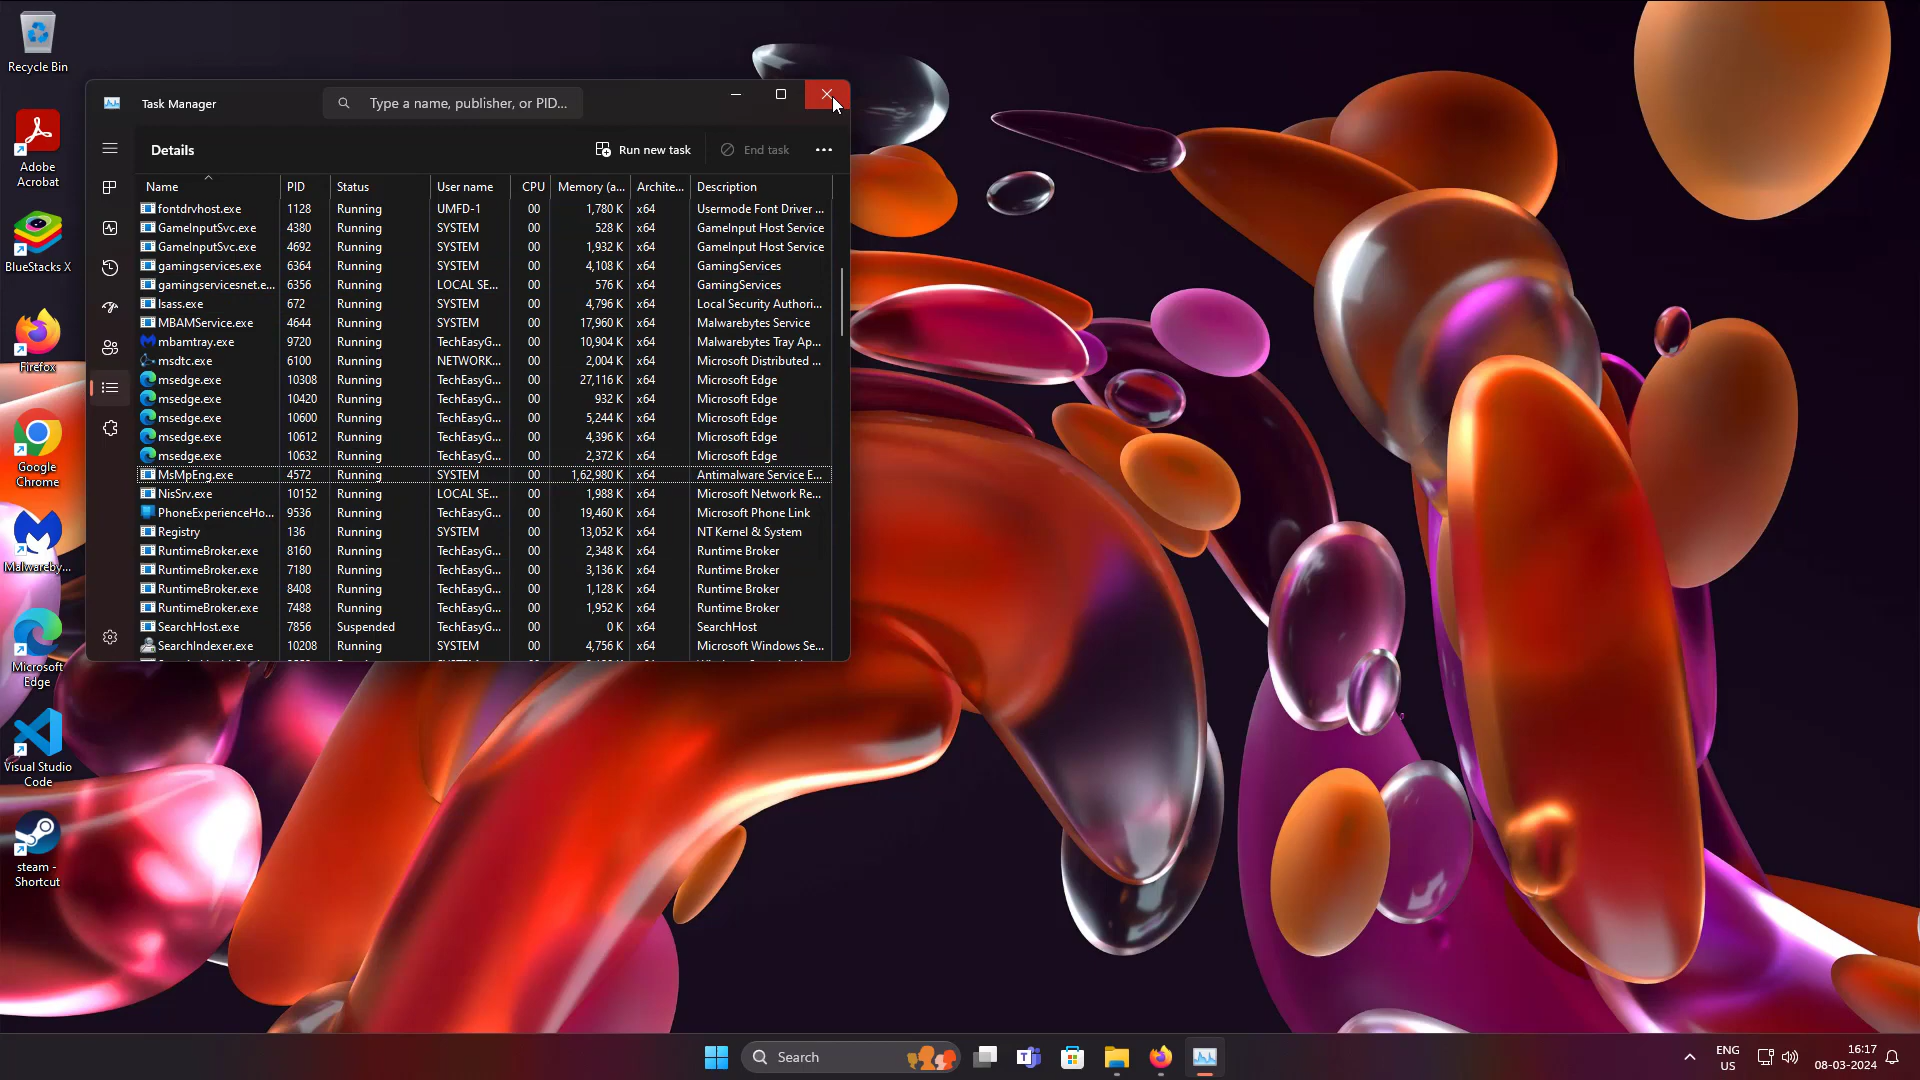 Recycle Bin
Adobe
Acrobat
BlueStacks X
Firefox
Google
Chrome
Malwareby...
Microsoft
Edge
Visual Studio
Code
steam -
Shortcut
Task Manager
Type a name, publisher, or PID...
Details
Run new task
End task
Name PID Status User name CPU Memory (a... Archite... Description
fontdrvhost.exe 1128 Running UMFD-1 00 1,780 K x64 Usermode Font Driver ...
GameInputSvc.exe 4380 Running SYSTEM 00 528 K x64 GameInput Host Service
GameInputSvc.exe 4692 Running SYSTEM 00 1,932 K x64 GameInput Host Service
gamingservices.exe 6364 Running SYSTEM 00 4,108 K x64 GamingServices
gamingservicesnet.e... 6356 Running LOCAL SE... 00 576 K x64 GamingServices
lsass.exe 672 Running SYSTEM 00 4,796 K x64 Local Security Authori...
MBAMService.exe 4644 Running SYSTEM 00 17,960 K x64 Malwarebytes Service
mbamtray.exe 9720 Running TechEasyG... 00 10,904 K x64 Malwarebytes Tray Ap...
msdtc.exe 6100 Running NETWORK... 00 2,004 K x64 Microsoft Distributed ...
msedge.exe 10308 Running TechEasyG... 00 27,116 K x64 Microsoft Edge
msedge.exe 10420 Running TechEasyG... 00 932 K x64 Microsoft Edge
msedge.exe 10600 Running TechEasyG... 00 5,244 K x64 Microsoft Edge
msedge.exe 10612 Running TechEasyG... 00 4,396 K x64 Microsoft Edge
msedge.exe 10632 Running TechEasyG... 00 2,372 K x64 Microsoft Edge
MsMpEng.exe 4572 Running SYSTEM 00 1,62,980 K x64 Antimalware Service E...
NisSrv.exe 10152 Running LOCAL SE... 00 1,988 K x64 Microsoft Network Re...
PhoneExperienceHo... 9536 Running TechEasyG... 00 19,460 K x64 Microsoft Phone Link
Registry 136 Running SYSTEM 00 13,052 K x64 NT Kernel & System
RuntimeBroker.exe 8160 Running TechEasyG... 00 2,348 K x64 Runtime Broker
RuntimeBroker.exe 7180 Running TechEasyG... 00 3,136 K x64 Runtime Broker
RuntimeBroker.exe 8408 Running TechEasyG... 00 1,128 K x64 Runtime Broker
RuntimeBroker.exe 7488 Running TechEasyG... 00 1,952 K x64 Runtime Broker
SearchHost.exe 7856 Suspended TechEasyG... 00 0 K x64 SearchHost
SearchIndexer.exe 10208 Running SYSTEM 00 4,756 K x64 Microsoft Windows Se...
Search
ENG
US
16:17
08-03-2024